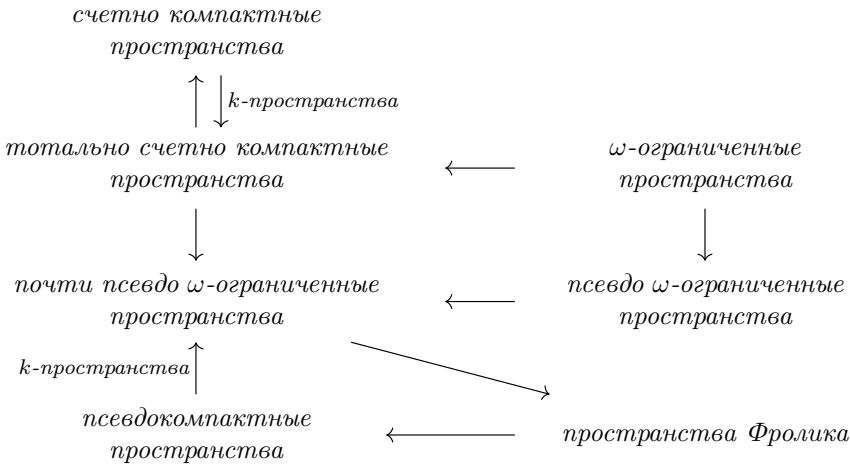 счетно компактные
пространства
k-пространства
тотально счетно компактные
пространства
ω-ограниченные
пространства
почти псевдо ω-ограниченные
пространства
псевдо ω-ограниченные
пространства
k-пространства
псевдокомпактные
пространства
пространства Фролика